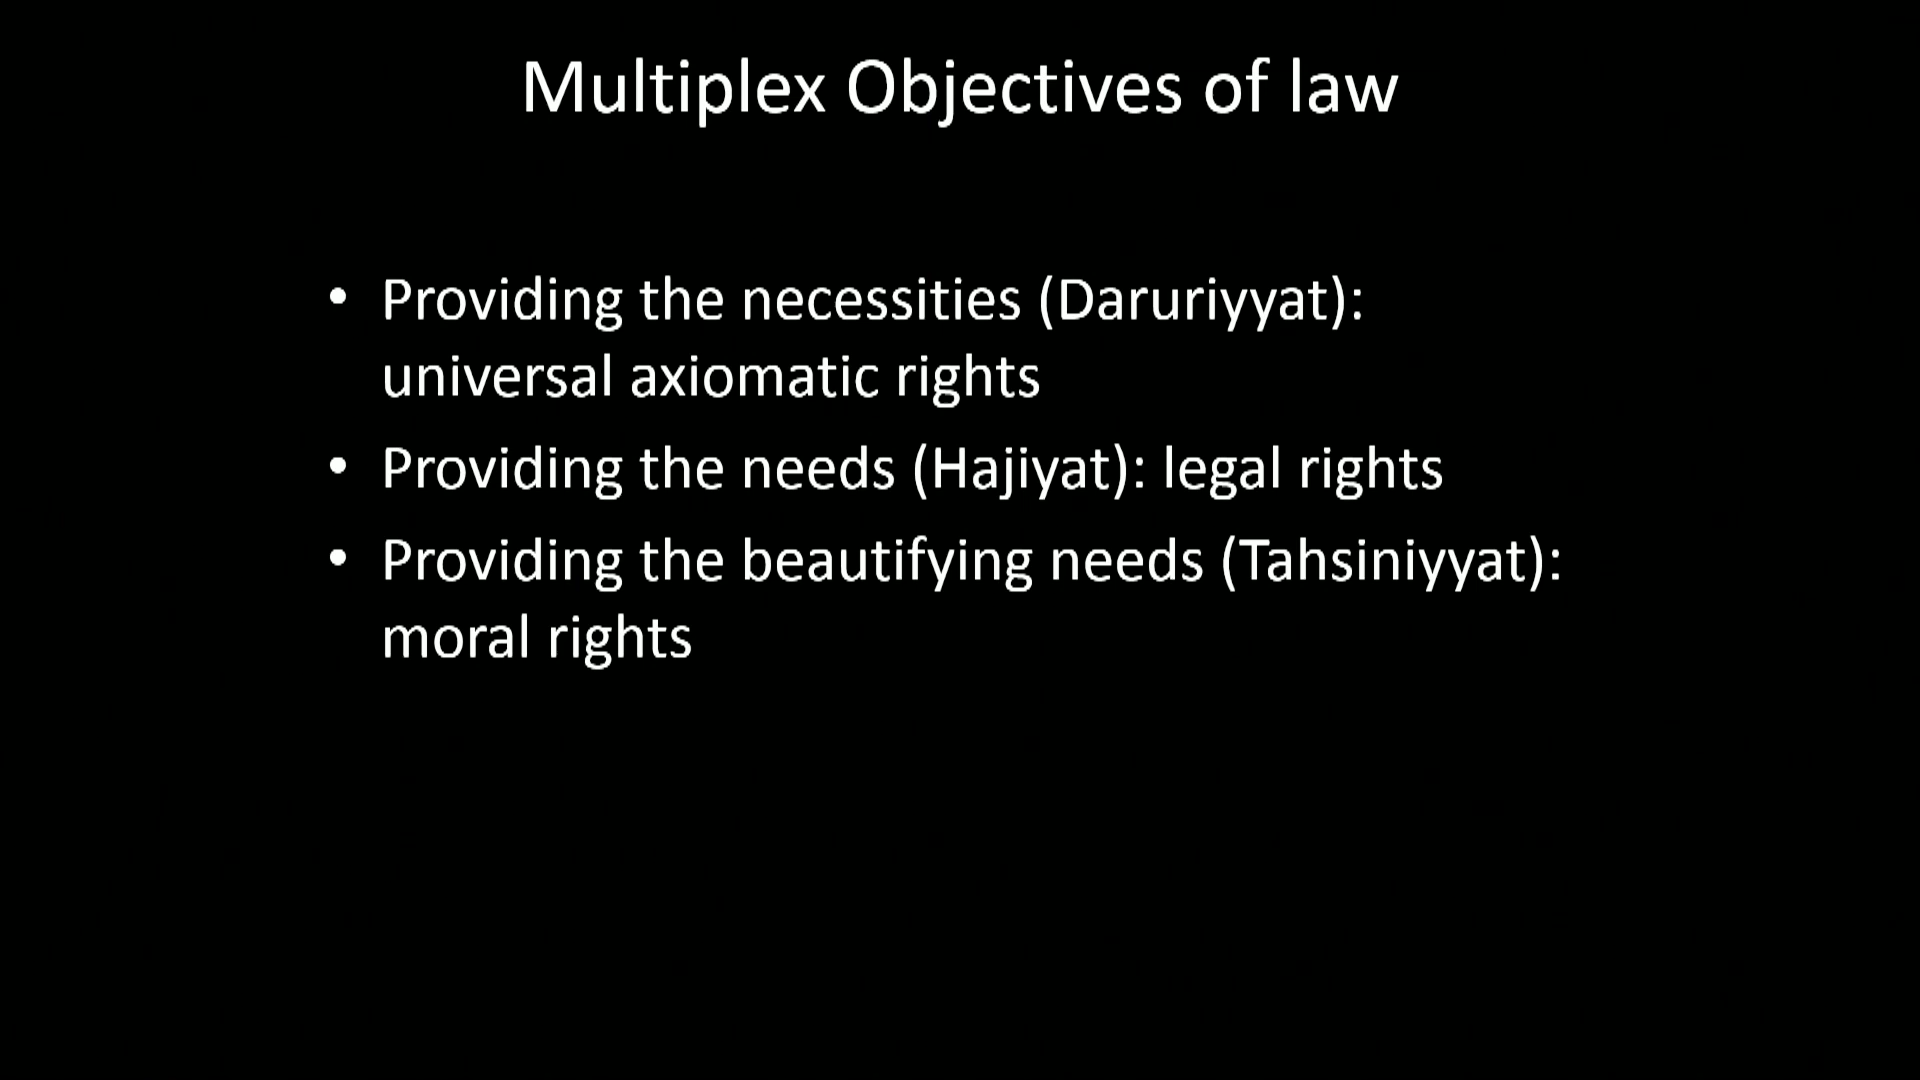 Multiplex Objectives of law
• Providing the necessities (Daruriyyat):
universal axiomatic rights
• Providing the needs (Hajiyat): legal rights
• Providing the beautifying needs (Tahsiniyyat):
moral rights